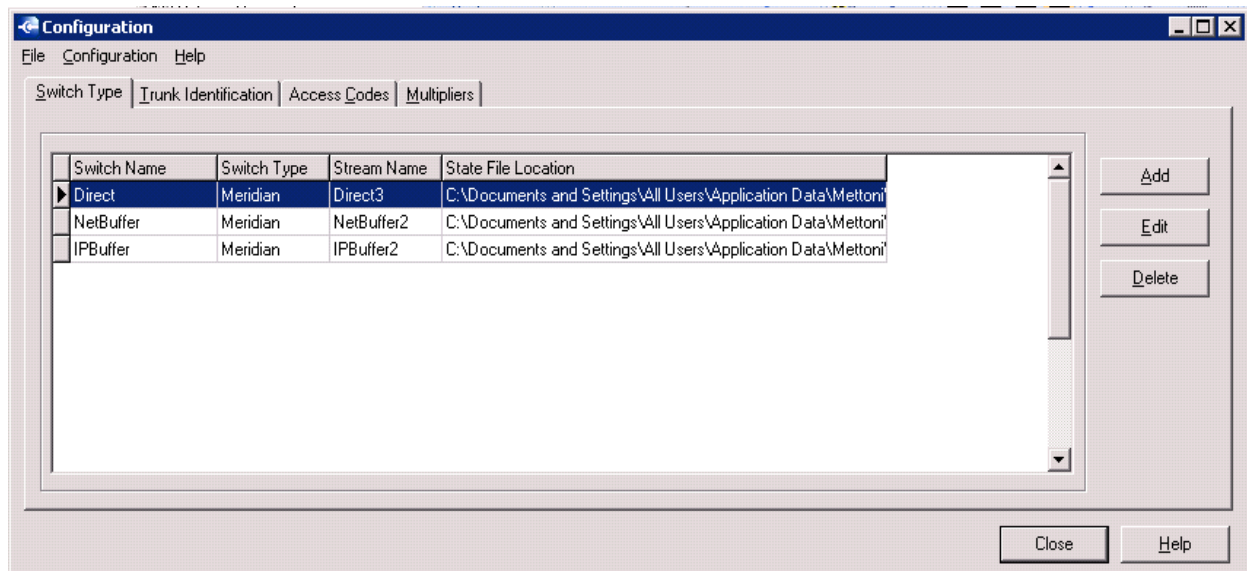 Configuration
File Configuration Help
Switch Type Trunk Identification Access Codes Multipliers
Switch Name Switch Type Stream Name State File Location
Direct Meridian Direct3 C:\Documents and Settings\All Users\Application Data\Mettoni\
NetBuffer Meridian NetBuffer2 C:\Documents and Settings\All Users\Application Data\Mettoni\
IPBuffer Meridian IPBuffer2 C:\Documents and Settings\All Users\Application Data\Mettoni\
Add
Edit
Delete
Close Help